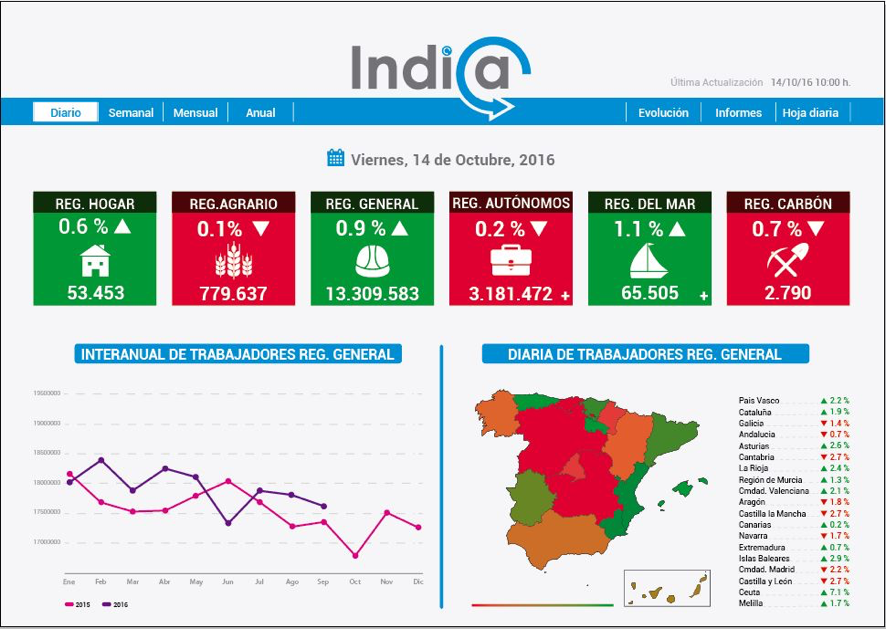 Indica
Última Actualización 14/10/16 10:00 h.
Diario Semanal Mensual Anual Evolución Informes Hoja diaria
Viernes, 14 de Octubre, 2016
REG. HOGAR
0.6 %
53.453
REG.AGRARIO
0.1%
779.637
REG. GENERAL
0.9 %
13.309.583
REG. AUTÓNOMOS
0.2 %
3.181.472 +
REG. DEL MAR
1.1 %
65.505 +
REG. CARBÓN
0.7 %
2.790
INTERANUAL DE TRABAJADORES REG. GENERAL
19000000
18500000
18000000
17500000
17000000
Ene Feb Mar Abr May Jun Jul Ago Sep Oct Nov Dic
2015 2016
DIARIA DE TRABAJADORES REG. GENERAL
Pais Vasco ▲ 2.2 %
Cataluña ▲ 1.9 %
Galicia ▼ 1.4 %
Andalucia ▼ 0.7 %
Asturian ▲ 2.6 %
Cantabria ▼ 2.7 %
La Rioja ▲ 2.4 %
Región de Murcia ▲ 1.3 %
Cmdad. Valenciana ▲ 2.1 %
Aragón ▼ 1.8 %
Castilla la Mancha ▼ 2.7 %
Canarias ▲ 0.2 %
Navarra ▼ 1.7 %
Extremadura ▲ 0.7 %
Islas Baleares ▲ 2.9 %
Cmdad. Madrid ▼ 2.2 %
Castilla y León ▼ 2.7 %
Ceuta ▲ 7.1 %
Melilla ▲ 1.7 %